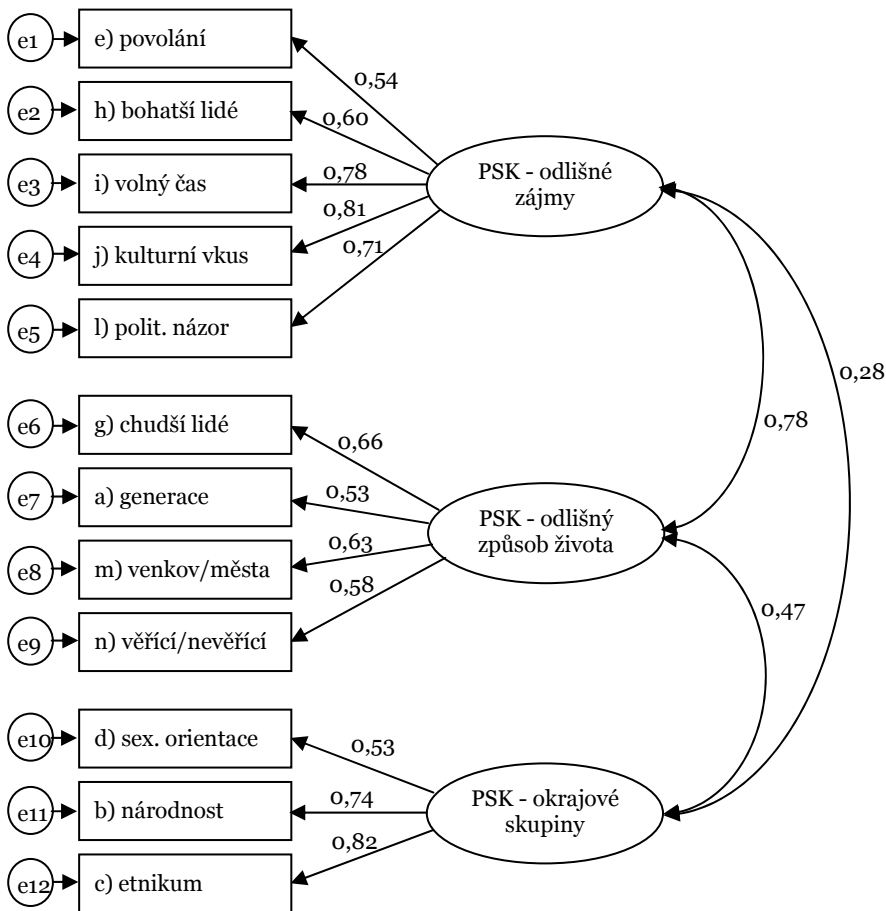 e1
e) povolání
0,54
e2
h) bohatší lidé
0,60
e3
i) volný čas
0,78
PSK - odlišné
zájmy
e4
j) kulturní vkus
0,81
e5
l) polit. názor
0,71
0,28
0,78
e6
g) chudší lidé
0,66
e7
a) generace
0,53
PSK - odlišný
způsob života
e8
m) venkov/města
0,63
e9
n) věřící/nevěřící
0,58
0,47
e10
d) sex. orientace
0,53
e11
b) národnost
0,74
PSK - okrajové
skupiny
e12
c) etnikum
0,82